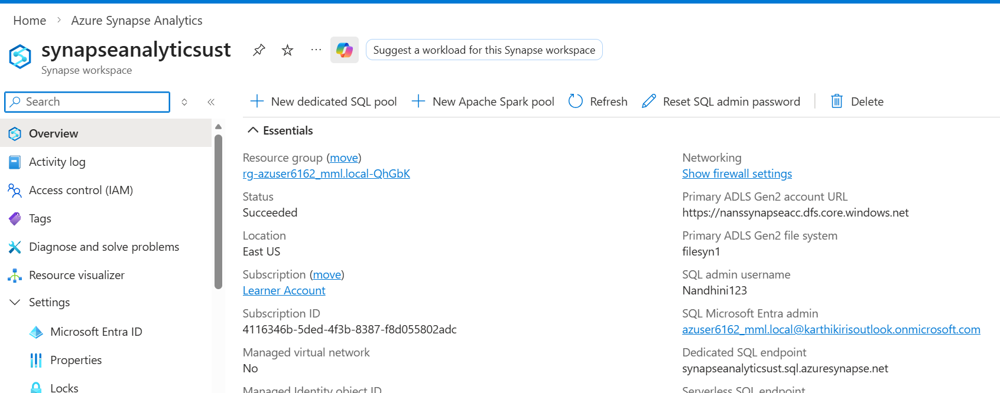 Home > Azure Synapse Analytics
synapseanalyticsust
Suggest a workload for this Synapse workspace
Synapse workspace
Search
New dedicated SQL pool
New Apache Spark pool
Refresh
Reset SQL admin password
Delete
Overview
Activity log
Access control (IAM)
Tags
Diagnose and solve problems
Resource visualizer
Settings
Microsoft Entra ID
Properties
Locks
Essentials
Resource group (move)
rg-azuser6162_mml.local-QhGbK
Status
Succeeded
Location
East US
Subscription (move)
Learner Account
Subscription ID
4116346b-5ded-4f3b-8387-f8d055802adc
Managed virtual network
No
Managed Identity object ID
Networking
Show firewall settings
Primary ADLS Gen2 account URL
https://nanssynapseacc.dfs.core.windows.net
Primary ADLS Gen2 file system
filesyn1
SQL admin username
Nandhini123
SQL Microsoft Entra admin
azuser6162_mml.local@karthikirisoutlook.onmicrosoft.com
Dedicated SQL endpoint
synapseanalyticsust.sql.azuresynapse.net
Serverless SQL endpoint